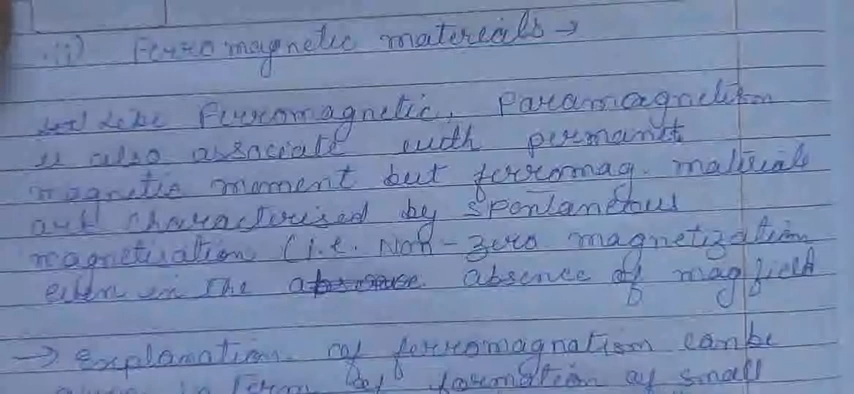 ii) Ferromagnetic materials →
like Ferromagnetic, Paramagnetism
is also associate with permant
magnetic moment but ferromag. materials
are characterised by spontaneous
magnetisation (i.e. Non-zero magnetization
even in the absence of mag field
→ Explanation of ferromagnatism can be
in term of formation of small